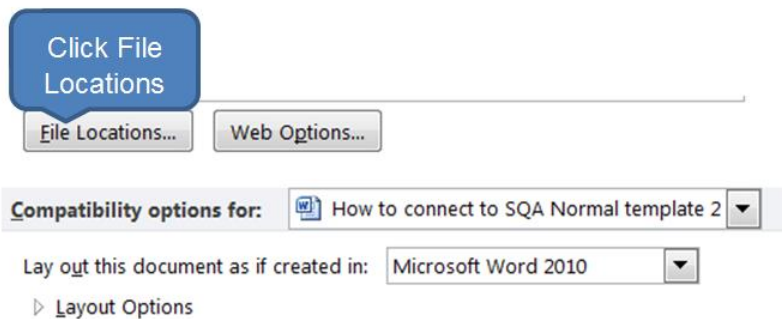 Click File
Locations
File Locations... Web Options...
Compatibility options for: How to connect to SQA Normal template 2
Lay out this document as if created in: Microsoft Word 2010
Layout Options